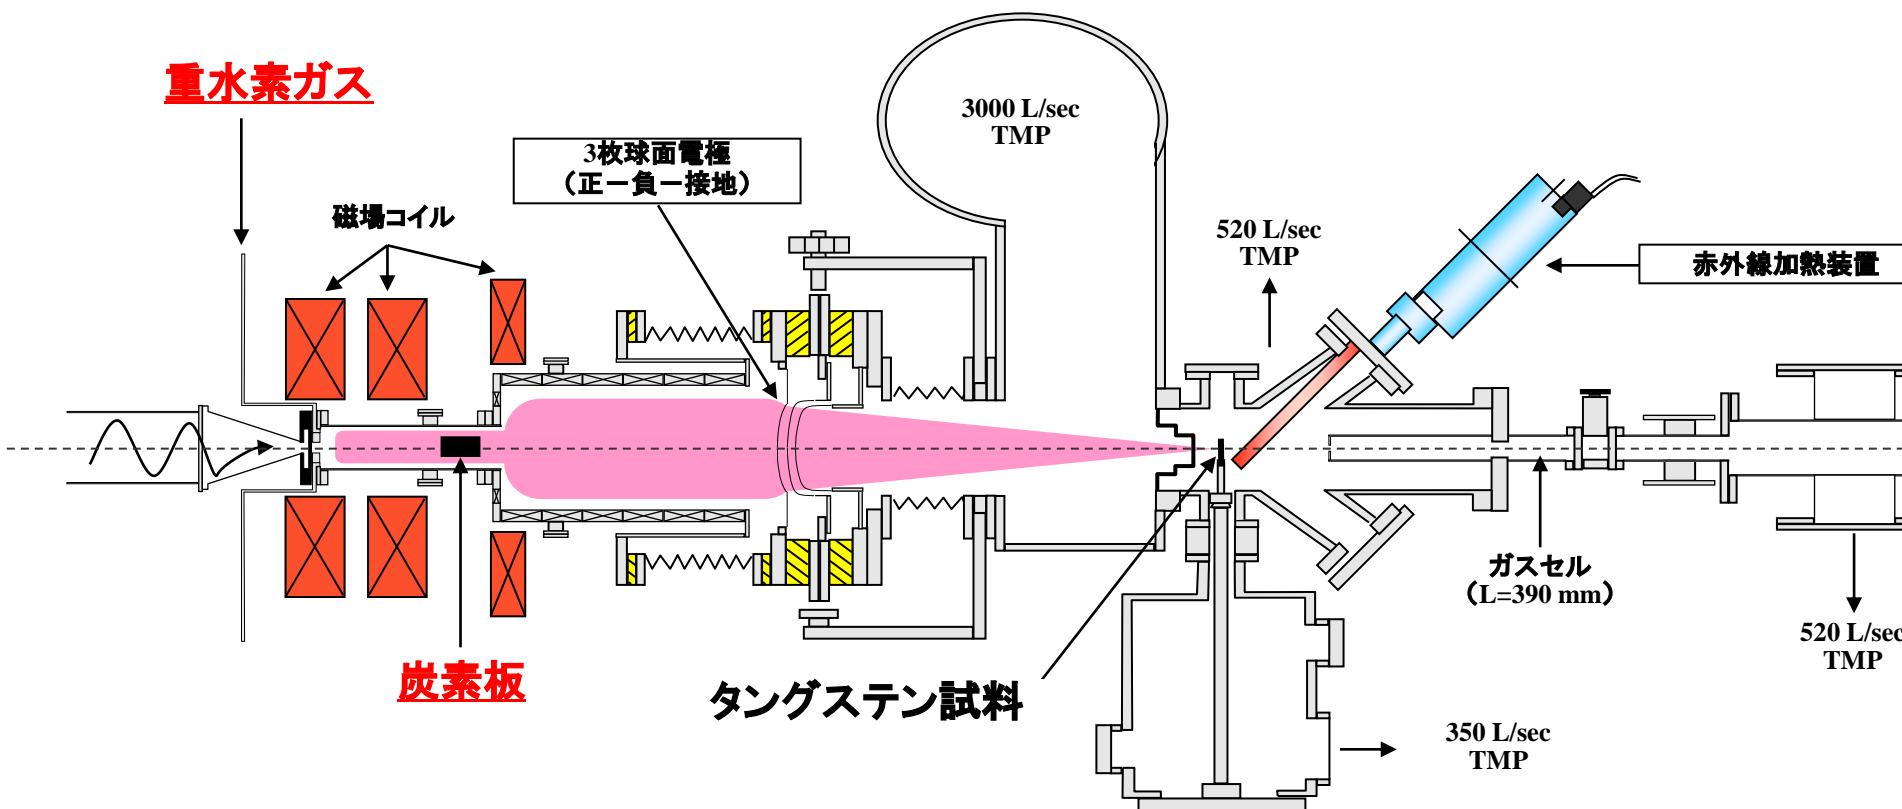 重水素ガス
3000 L/sec
TMP
3枚球面電極
（正ー負ー接地）
磁場コイル
520 L/sec
TMP
赤外線加熱装置
ガスセル
（L=390 mm）
520 L/sec
TMP
炭素板
タングステン試料
350 L/sec
TMP